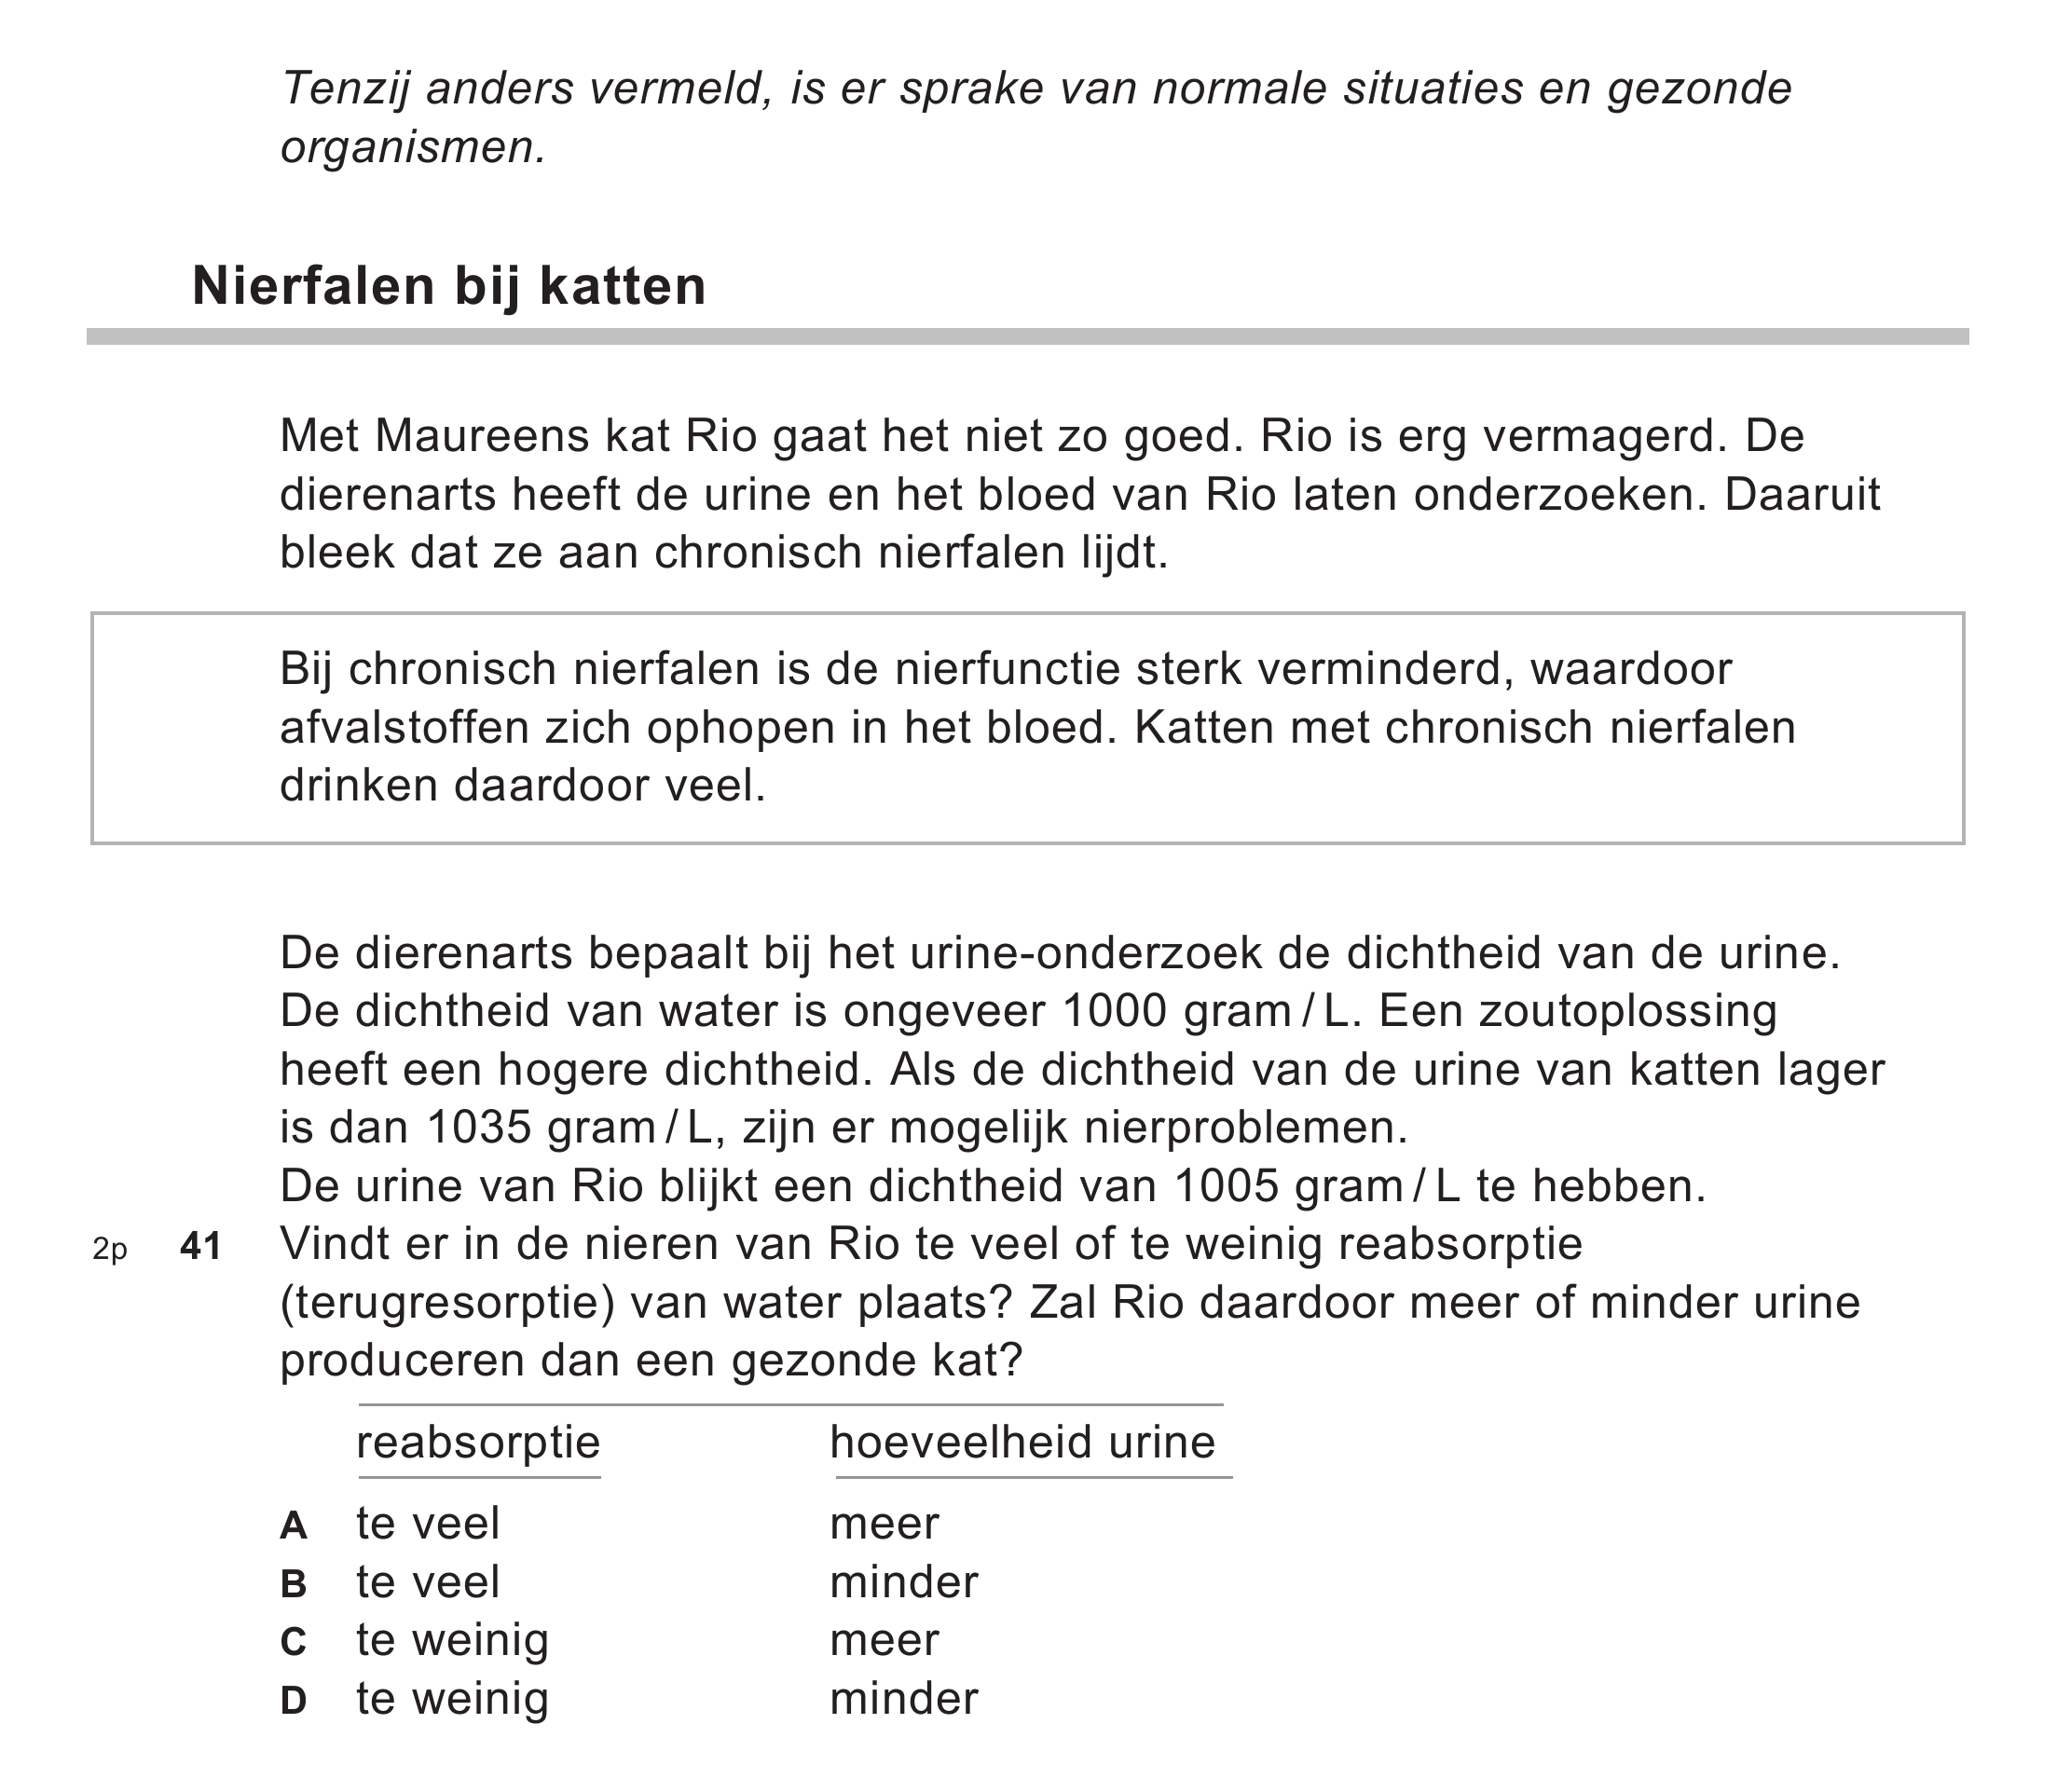 Tenzij anders vermeld, is er sprake van normale situaties en gezonde
organismen.
Nierfalen bij katten
Met Maureens kat Rio gaat het niet zo goed. Rio is erg vermagerd. De
dierenarts heeft de urine en het bloed van Rio laten onderzoeken. Daaruit
bleek dat ze aan chronisch nierfalen lijdt.
Bij chronisch nierfalen is de nierfunctie sterk verminderd, waardoor
afvalstoffen zich ophopen in het bloed. Katten met chronisch nierfalen
drinken daardoor veel.
De dierenarts bepaalt bij het urine-onderzoek de dichtheid van de urine.
De dichtheid van water is ongeveer 1000 gram / L. Een zoutoplossing
heeft een hogere dichtheid. Als de dichtheid van de urine van katten lager
is dan 1035 gram / L, zijn er mogelijk nierproblemen.
De urine van Rio blijkt een dichtheid van 1005 gram / L te hebben.
2p 41 Vindt er in de nieren van Rio te veel of te weinig reabsorptie
(terugresorptie) van water plaats? Zal Rio daardoor meer of minder urine
produceren dan een gezonde kat?
reabsorptie hoeveelheid urine
A te veel meer
B te veel minder
C te weinig meer
D te weinig minder